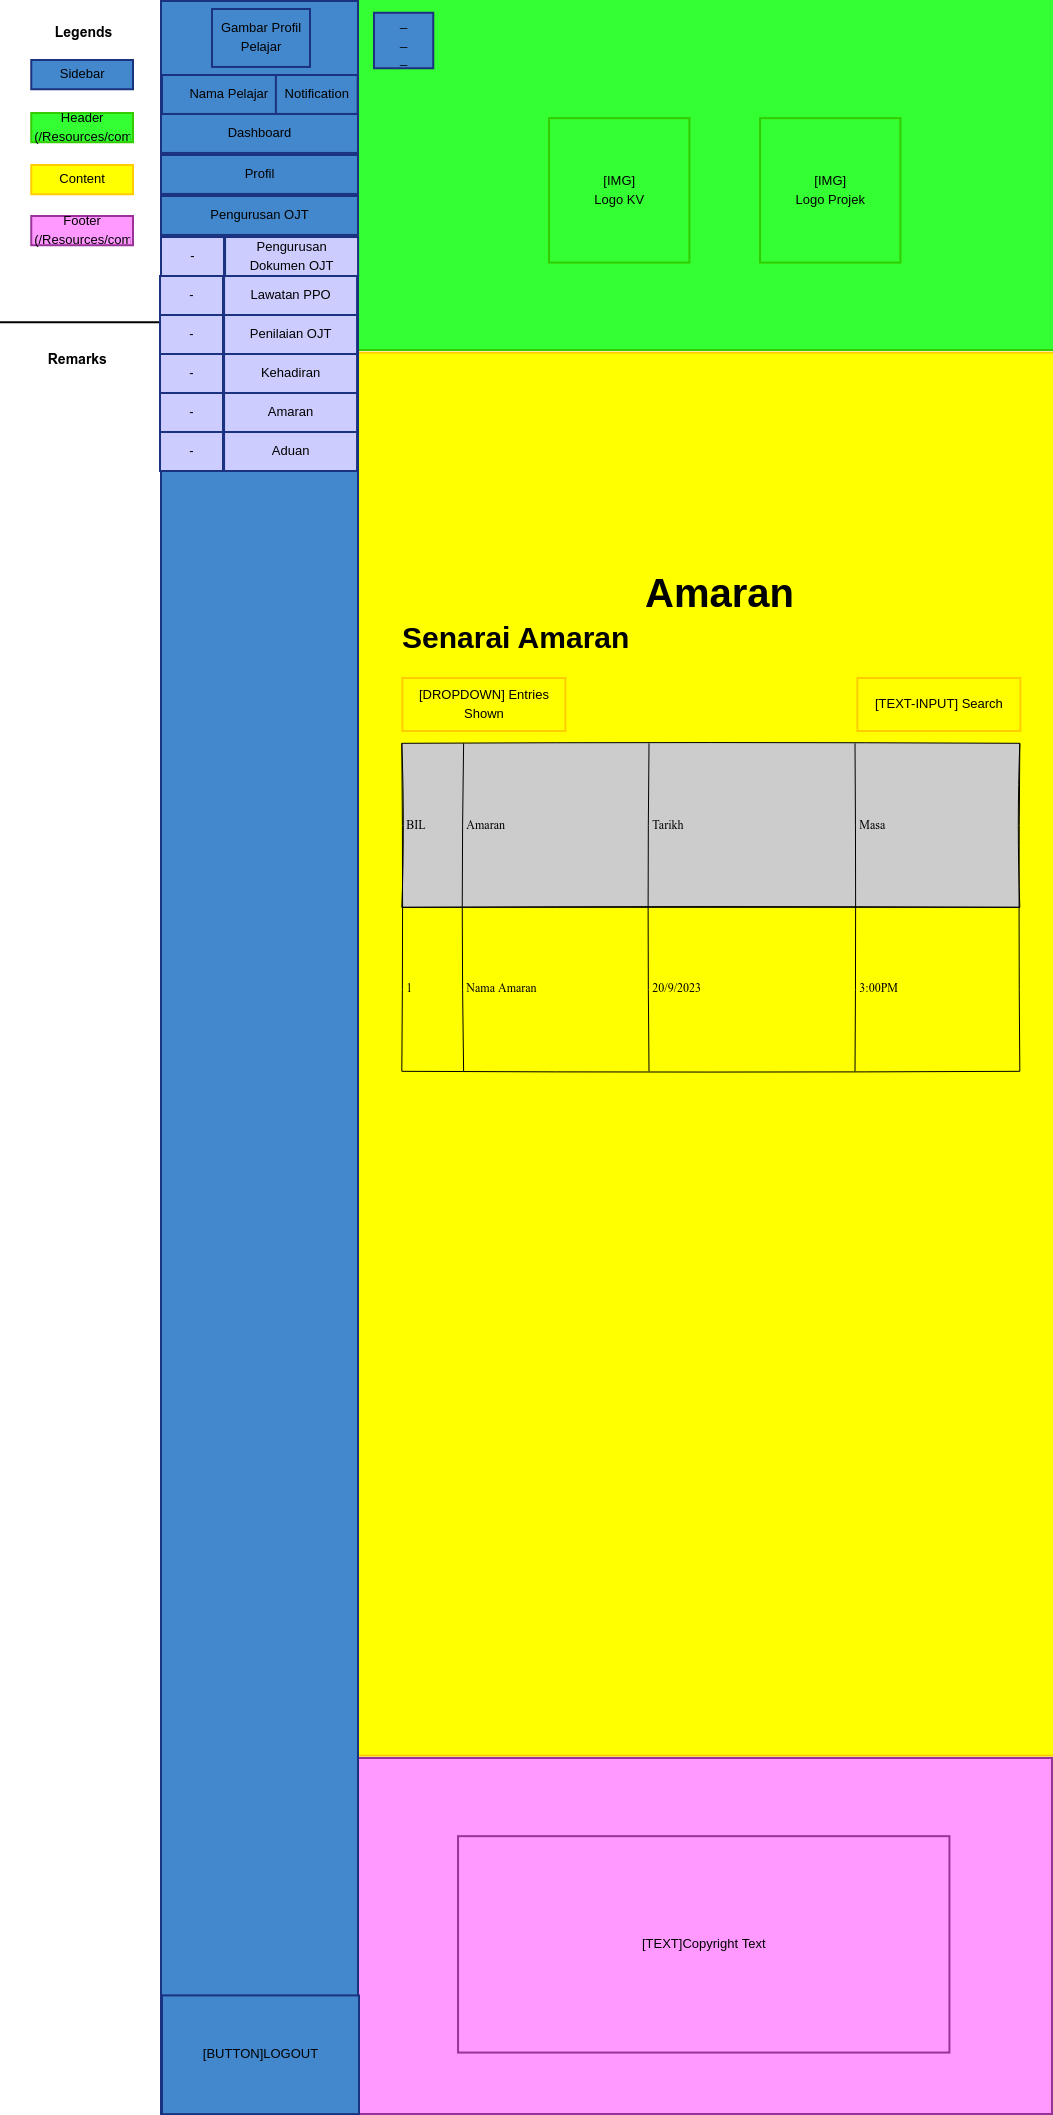 Legends
Sidebar
Header
(/Resources/com
Content
Footer
(/Resources/com
Remarks
Gambar Profil
Pelajar
Nama Pelajar
Notification
Dashboard
Profil
Pengurusan OJT
-
Pengurusan
Dokumen OJT
-
Lawatan PPO
-
Penilaian OJT
-
Kehadiran
-
Amaran
-
Aduan
[BUTTON]LOGOUT
_
_
_
[IMG]
Logo KV
[IMG]
Logo Projek
Amaran
Senarai Amaran
[DROPDOWN] Entries
Shown
[TEXT-INPUT] Search
BIL Amaran Tarikh Masa
1 Nama Amaran 20/9/2023 3:00PM
[TEXT]Copyright Text